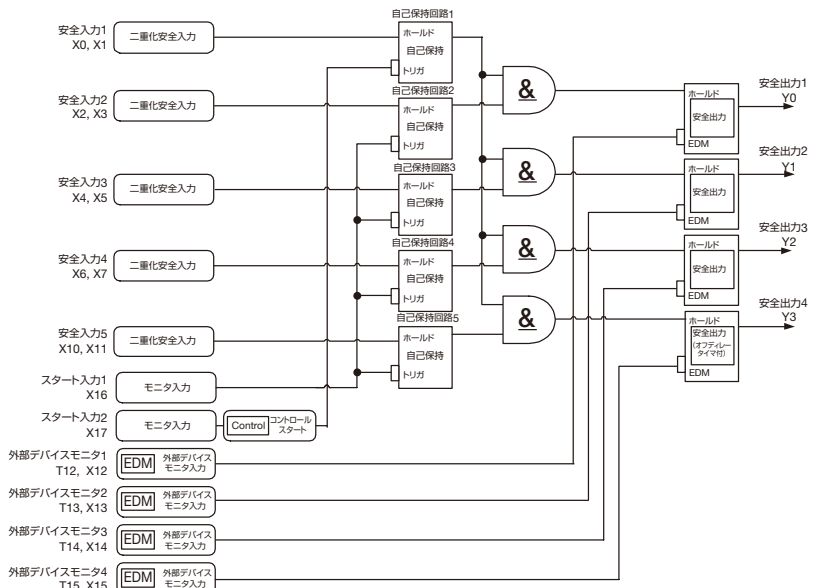 安全入力1
X0, X1
二重化安全入力
安全入力2
X2, X3
二重化安全入力
安全入力3
X4, X5
二重化安全入力
安全入力4
X6, X7
二重化安全入力
安全入力5
X10, X11
二重化安全入力
スタート入力1
X16
モニタ入力
スタート入力2
X17
モニタ入力
Control
コントロール
スタート
外部デバイスモニタ1
T12, X12
EDM
外部デバイス
モニタ入力
外部デバイスモニタ2
T13, X13
EDM
外部デバイス
モニタ入力
外部デバイスモニタ3
T14, X14
EDM
外部デバイス
モニタ入力
外部デバイスモニタ4
T15, X15
EDM
外部デバイス
モニタ入力
自己保持回路1
ホールド
自己保持
トリガ
自己保持回路2
ホールド
自己保持
トリガ
自己保持回路3
ホールド
自己保持
トリガ
自己保持回路4
ホールド
自己保持
トリガ
自己保持回路5
ホールド
自己保持
トリガ
&
&
&
&
ホールド
安全出力
EDM
安全出力1
Y0
ホールド
安全出力
EDM
安全出力2
Y1
ホールド
安全出力
EDM
安全出力3
Y2
ホールド
安全出力
(オフディレー
タイマ付)
EDM
安全出力4
Y3